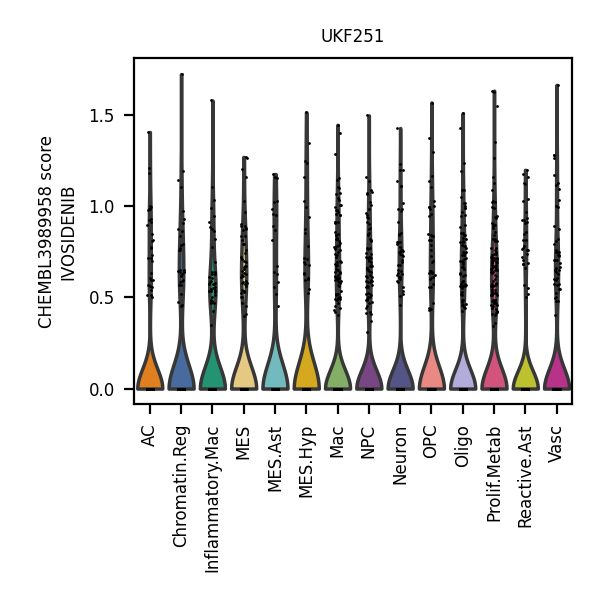 UKF251
CHEMBL3989958 score
IVOSIDENIB
1.5
1.0
0.5
0.0
AC
Chromatin.Reg
Inflammatory.Mac
MES
MES.Ast
MES.Hyp
Mac
NPC
Neuron
OPC
Oligo
Prolif.Metab
Reactive.Ast
Vasc